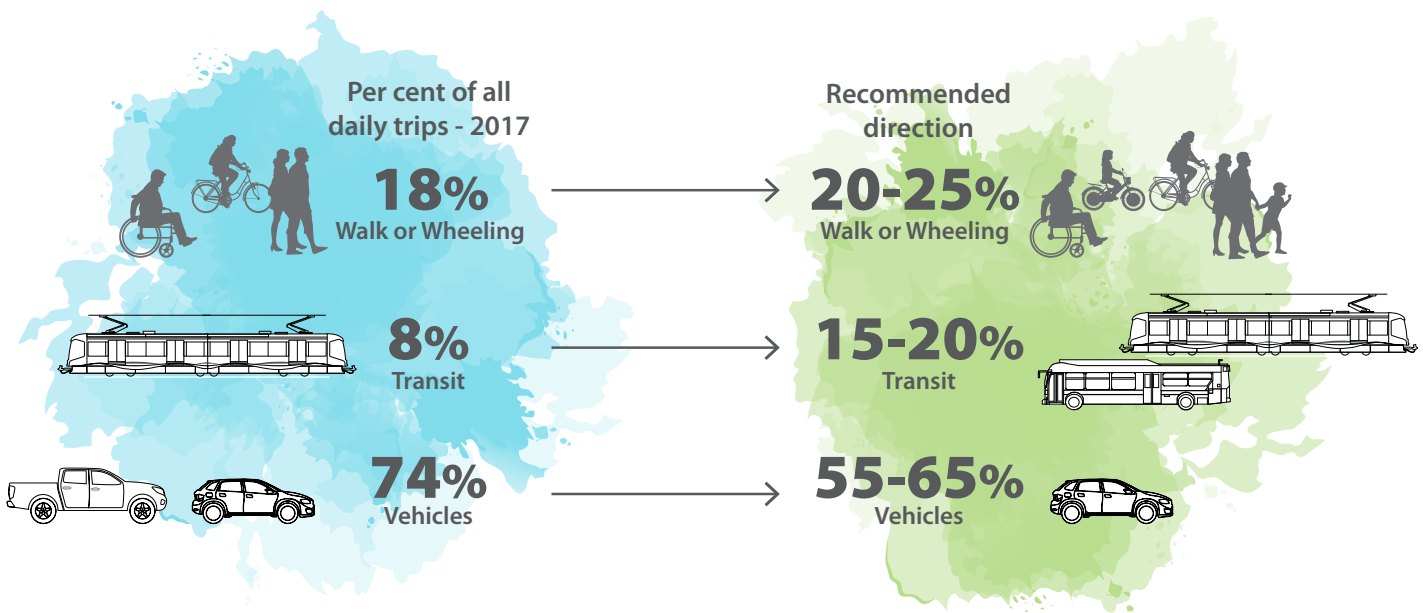 Per cent of all
daily trips - 2017
18%
Walk or Wheeling
8%
Transit
74%
Vehicles
Recommended
direction
20-25%
Walk or Wheeling
15-20%
Transit
55-65%
Vehicles